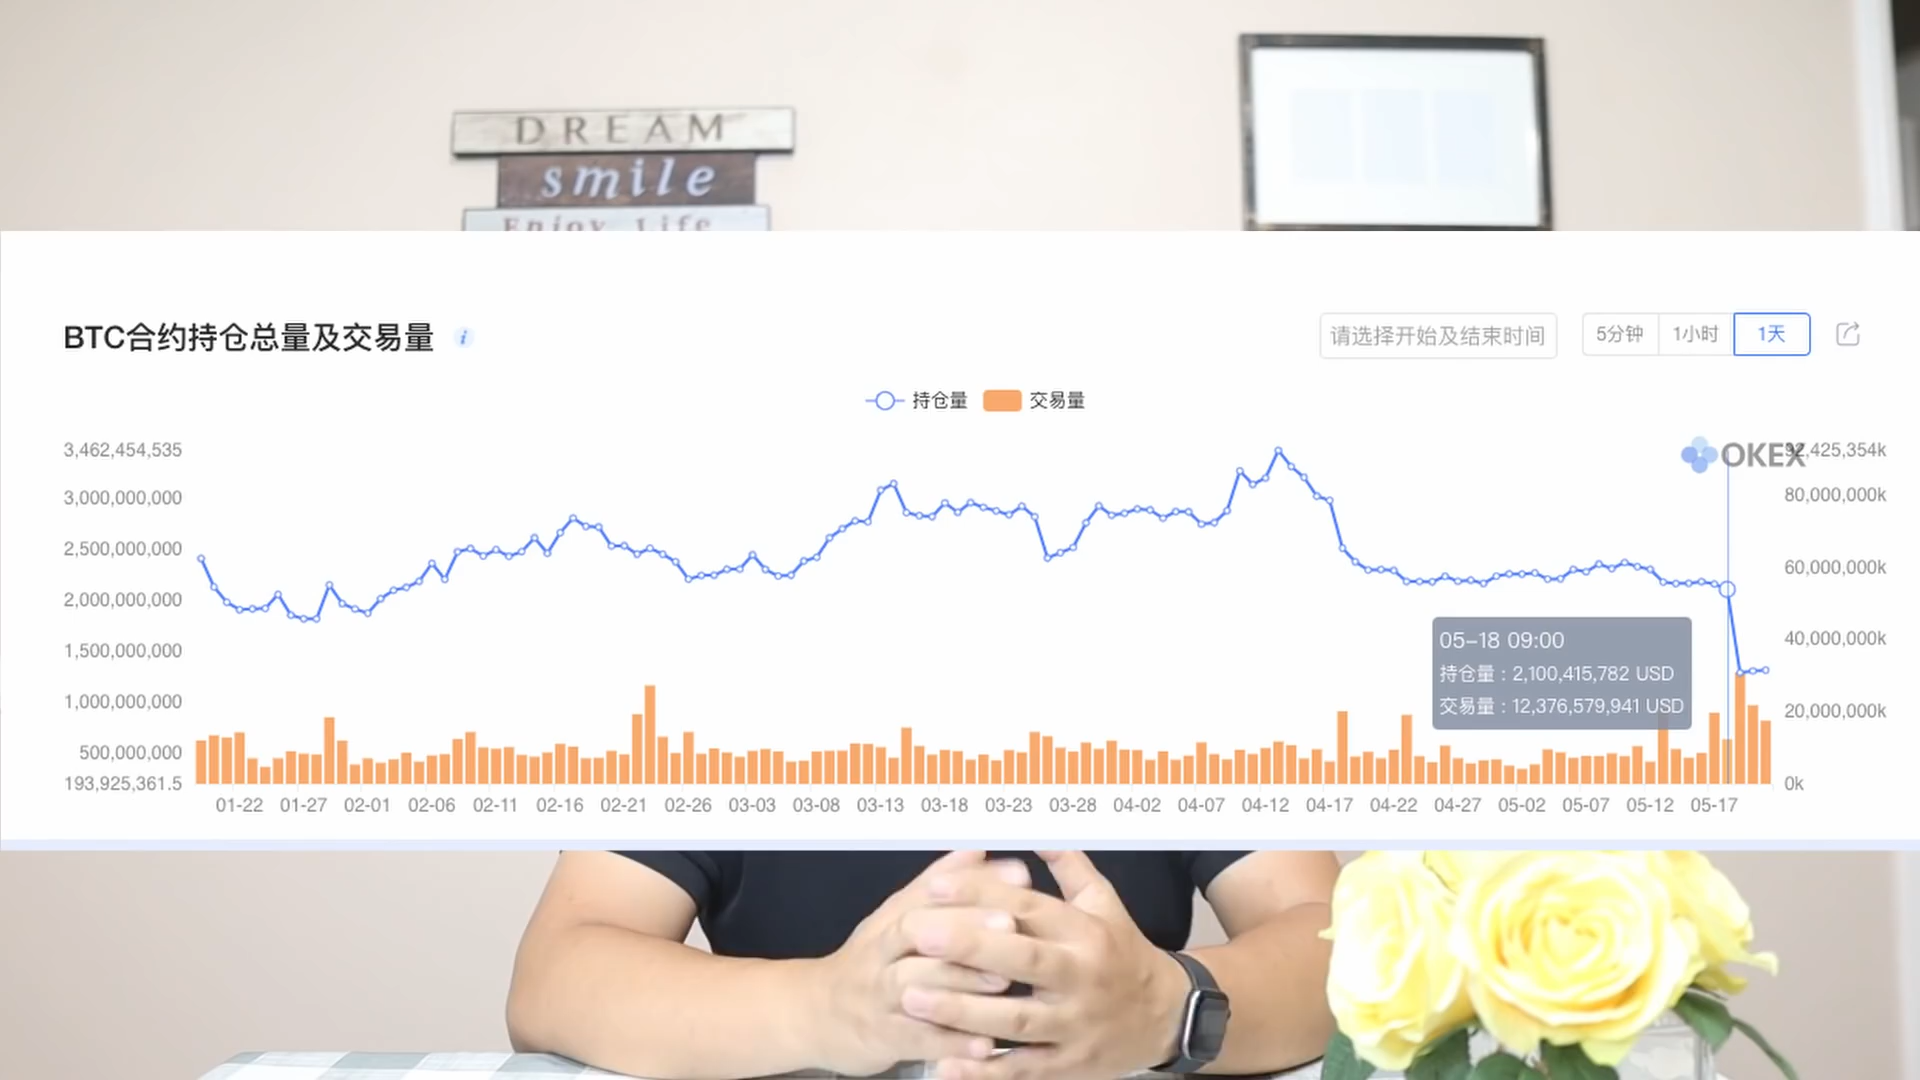 DREAM
smile
Enjoy Life
BTC合约持仓总量及交易量 i
请选择开始及结束时间 5分钟 1小时 1天
持仓量 交易量
3,462,454,535
3,000,000,000
2,500,000,000
2,000,000,000
1,500,000,000
1,000,000,000
500,000,000
193,925,361.5
OKEX
92,425,354k
80,000,000k
60,000,000k
40,000,000k
20,000,000k
0k
05-18 09:00
持仓量 : 2,100,415,782 USD
交易量 : 12,376,579,941 USD
01-22 01-27 02-01 02-06 02-11 02-16 02-21 02-26 03-03 03-08 03-13 03-18 03-23 03-28 04-02 04-07 04-12 04-17 04-22 04-27 05-02 05-07 05-12 05-17